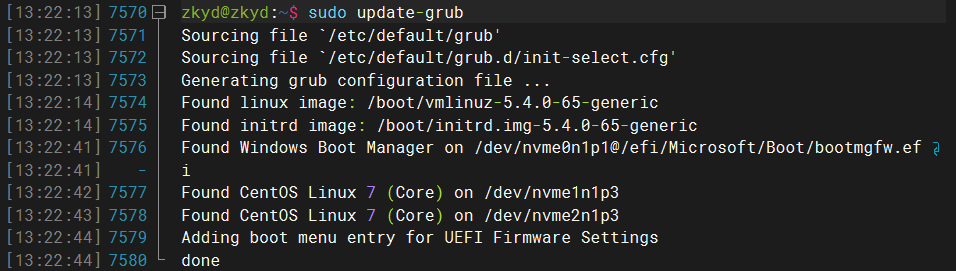 [13:22:13] 7570 zkyd@zkyd:~$ sudo update-grub
[13:22:13] 7571 Sourcing file `/etc/default/grub'
[13:22:13] 7572 Sourcing file `/etc/default/grub.d/init-select.cfg'
[13:22:13] 7573 Generating grub configuration file ...
[13:22:14] 7574 Found linux image: /boot/vmlinuz-5.4.0-65-generic
[13:22:14] 7575 Found initrd image: /boot/initrd.img-5.4.0-65-generic
[13:22:41] 7576 Found Windows Boot Manager on /dev/nvme0n1p1@/efi/Microsoft/Boot/bootmgfw.ef
[13:22:41] - i
[13:22:42] 7577 Found CentOS Linux 7 (Core) on /dev/nvme1n1p3
[13:22:43] 7578 Found CentOS Linux 7 (Core) on /dev/nvme2n1p3
[13:22:44] 7579 Adding boot menu entry for UEFI Firmware Settings
[13:22:44] 7580 done